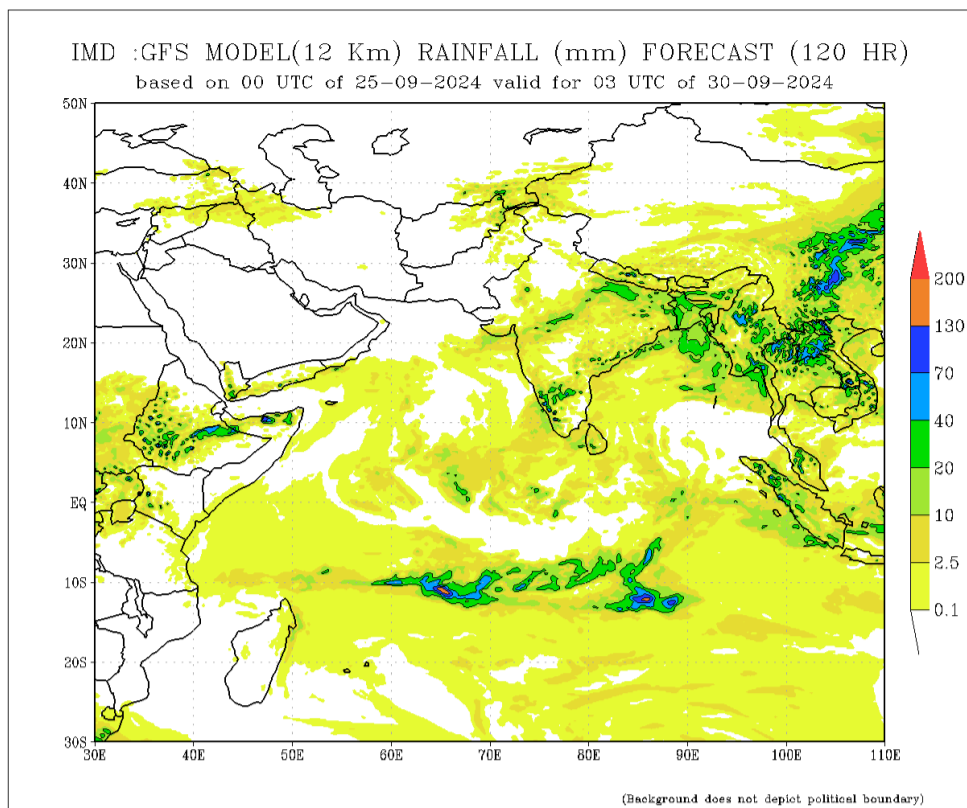 IMD :GFS MODEL(12 Km) RAINFALL (mm) FORECAST (120 HR)
based on 00 UTC of 25-09-2024 valid for 03 UTC of 30-09-2024
50N
40N
30N
20N
10N
EQ
10S
20S
30S
30E 40E 50E 60E 70E 80E 90E 100E 110E
200
130
70
40
20
10
2.5
0.1
(Background does not depict political boundary)